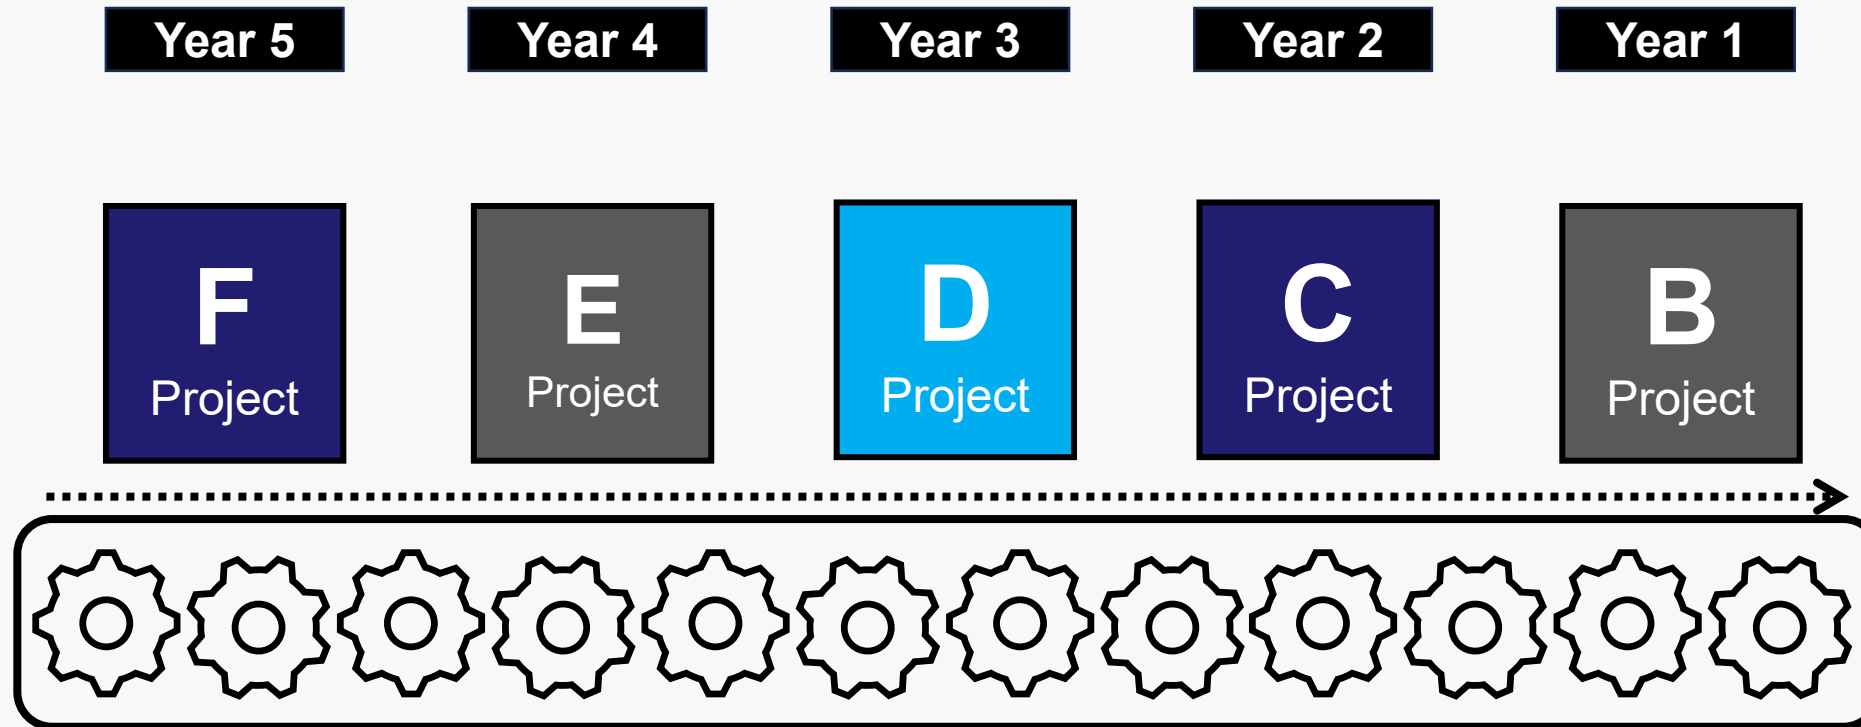 Year 5
Year 4
Year 3
Year 2
Year 1
F
Project
E
Project
D
Project
C
Project
B
Project